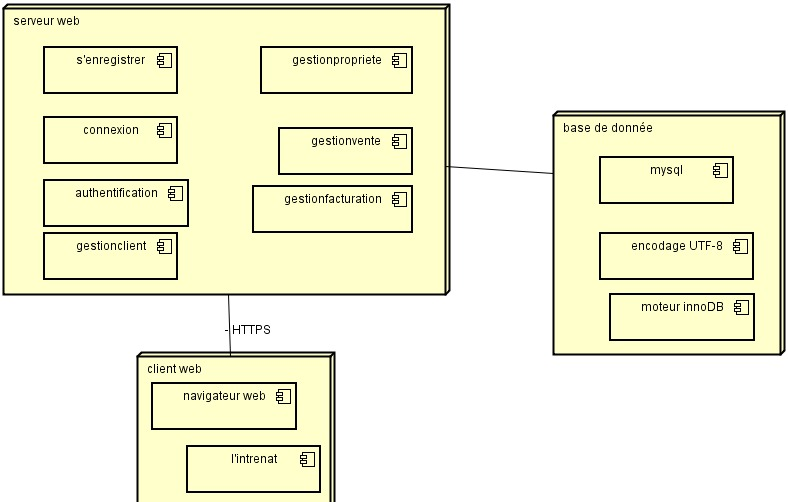 serveur web
s'enregistrer
gestionpropriete
connexion
gestionvente
authentification
gestionfacturation
gestionclient
base de donnée
mysql
encodage UTF-8
moteur innoDB
- HTTPS
client web
navigateur web
l'intrenat